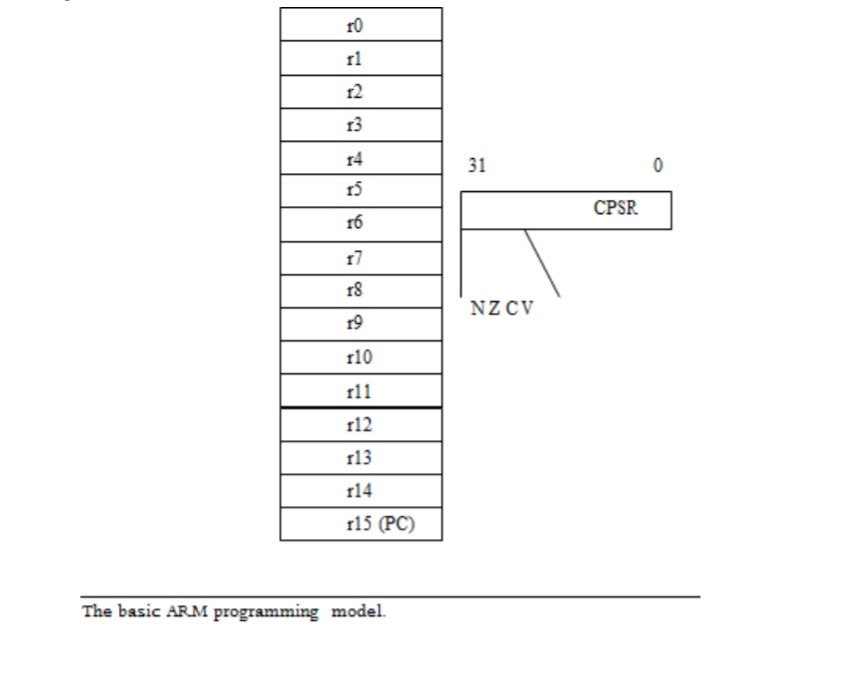 r0
r1
r2
r3
r4
r5
r6
r7
r8
r9
r10
r11
r12
r13
r14
r15 (PC)
31 0
CPSR
N Z C V
The basic ARM programming model.